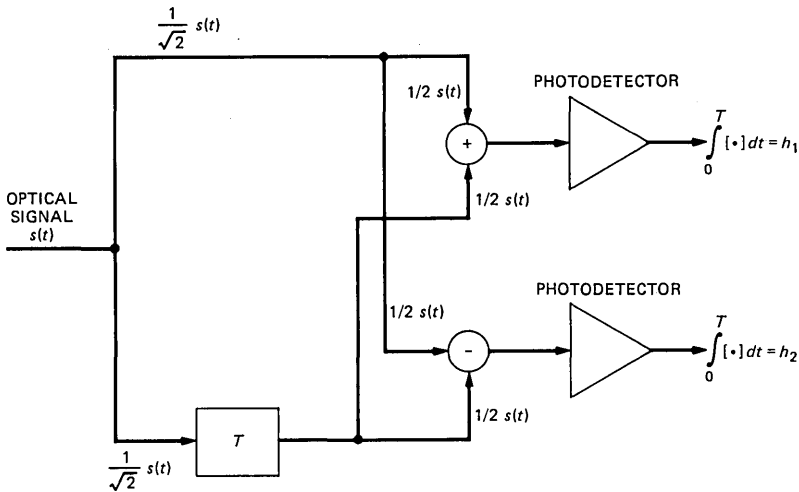 1/√2 s(t)
1/2 s(t)
PHOTODETECTOR
+
∫₀ᵀ [•] dt = h₁
1/2 s(t)
OPTICAL
SIGNAL
s(t)
PHOTODETECTOR
1/2 s(t)
−
∫₀ᵀ [•] dt = h₂
1/2 s(t)
T
1/√2 s(t)